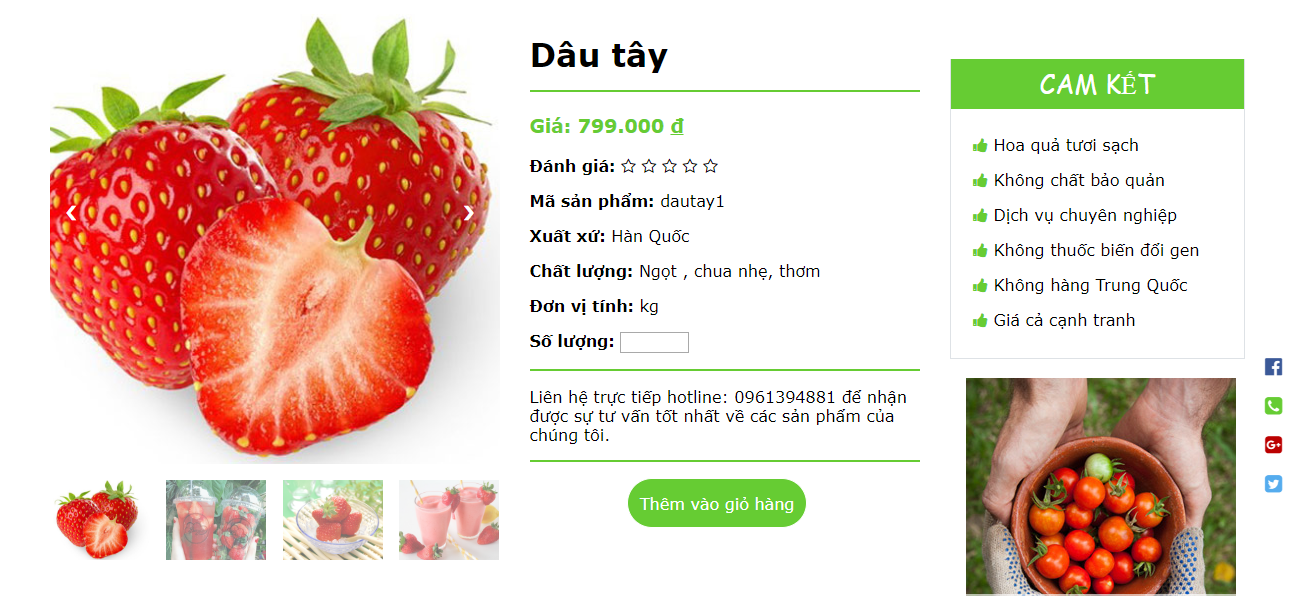 Dâu tây
Giá: 799.000 ₫
Đánh giá:
Mã sản phẩm: dautay1
Xuất xứ: Hàn Quốc
Chất lượng: Ngọt , chua nhẹ, thơm
Đơn vị tính: kg
Số lượng:
Liên hệ trực tiếp hotline: 0961394881 để nhận
được sự tư vấn tốt nhất về các sản phẩm của
chúng tôi.
Thêm vào giỏ hàng
CAM KẾT
Hoa quả tươi sạch
Không chất bảo quản
Dịch vụ chuyên nghiệp
Không thuốc biến đổi gen
Không hàng Trung Quốc
Giá cả cạnh tranh